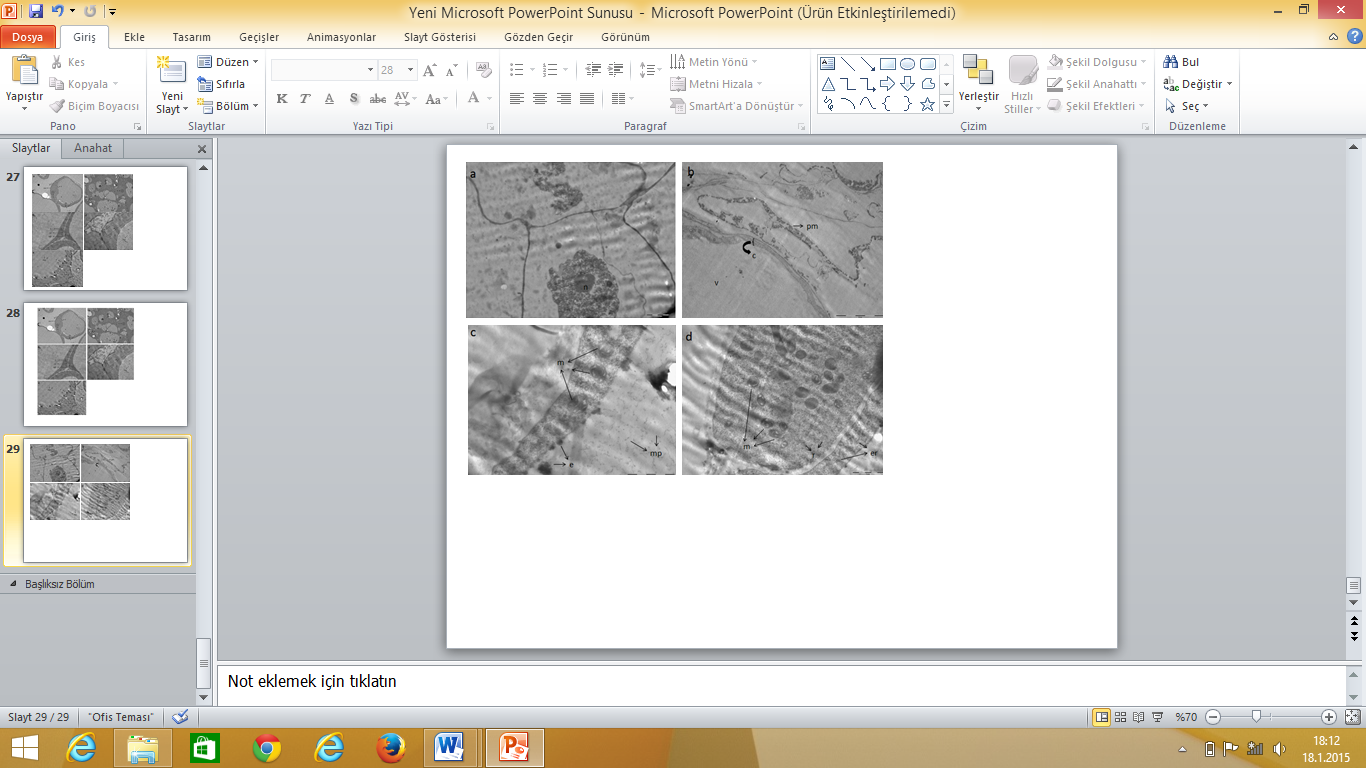 Yeni Microsoft PowerPoint Sunusu - Microsoft PowerPoint (Ürün Etkinleştirilemedi)
Dosya Giriş Ekle Tasarım Geçişler Animasyonlar Slayt Gösterisi Gözden Geçir Görünüm
Yapıştır
Kes
Kopyala
Biçim Boyacısı
Pano
Yeni
Slayt
Düzen
Sıfırla
Bölüm
Slaytlar
28
K T A S abc AV Aa A
Yazı Tipi
Metin Yönü
Metni Hizala
SmartArt'a Dönüştür
Paragraf
Yerleştir
Hızlı
Stiller
Şekil Dolgusu
Şekil Anahattı
Şekil Efektleri
Çizim
Bul
Değiştir
Seç
Düzenleme
Slaytlar Anahat
27
28
29
Başlıksız Bölüm
a
n
b
pm
c
v
c
m
mp
e
d
m
r
er
Not eklemek için tıklatın
Slayt 29 / 29 "Ofis Teması" %70
18:12
18.1.2015